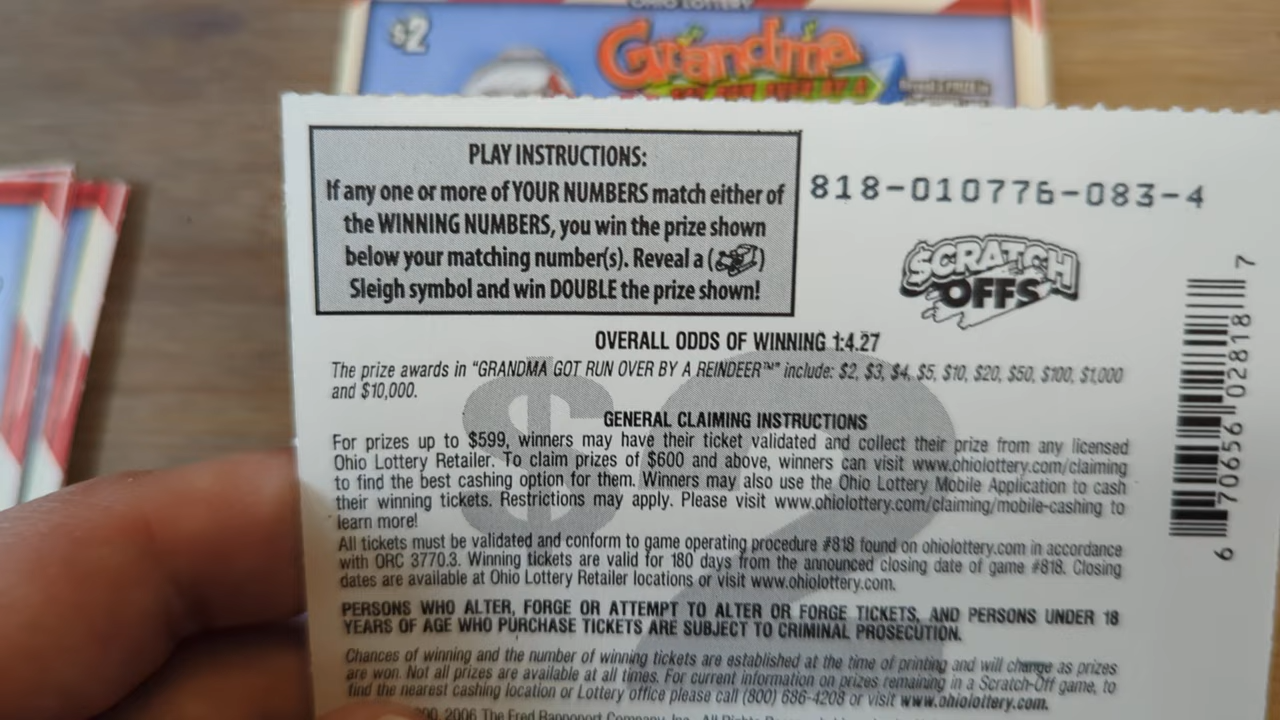 OHIO LOTTERY
$2
Grandma
PLAY INSTRUCTIONS:
If any one or more of YOUR NUMBERS match either of
the WINNING NUMBERS, you win the prize shown
below your matching number(s). Reveal a ( )
Sleigh symbol and win DOUBLE the prize shown!
818-010776-083-4
SCRATCH
OFFS
OVERALL ODDS OF WINNING 1:4.27
The prize awards in "GRANDMA GOT RUN OVER BY A REINDEER™" include: $2, $3, $4, $5, $10, $20, $50, $100, $1,000
and $10,000.
GENERAL CLAIMING INSTRUCTIONS
For prizes up to $599, winners may have their ticket validated and collect their prize from any licensed
Ohio Lottery Retailer. To claim prizes of $600 and above, winners can visit www.ohiolottery.com/claiming
to find the best cashing option for them. Winners may also use the Ohio Lottery Mobile Application to cash
their winning tickets. Restrictions may apply. Please visit www.ohiolottery.com/claiming/mobile-cashing to
learn more!
All tickets must be validated and conform to game operating procedure #818 found on ohiolottery.com in accordance
with ORC 3770.3. Winning tickets are valid for 180 days from the announced closing date of game #818. Closing
dates are available at Ohio Lottery Retailer locations or visit www.ohiolottery.com.
PERSONS WHO ALTER, FORGE OR ATTEMPT TO ALTER OR FORGE TICKETS, AND PERSONS UNDER 18
YEARS OF AGE WHO PURCHASE TICKETS ARE SUBJECT TO CRIMINAL PROSECUTION.
Chances of winning and the number of winning tickets are established at the time of printing and will change as prizes
are won. Not all prizes are available at all times. For current information on prizes remaining in a Scratch-Off game, to
find the nearest cashing location or Lottery office please call (800) 686-4208 or visit www.ohiolottery.com.
2006 The Fred Rappoport Company, Inc. All Rights
$2
6 70656 02818 7